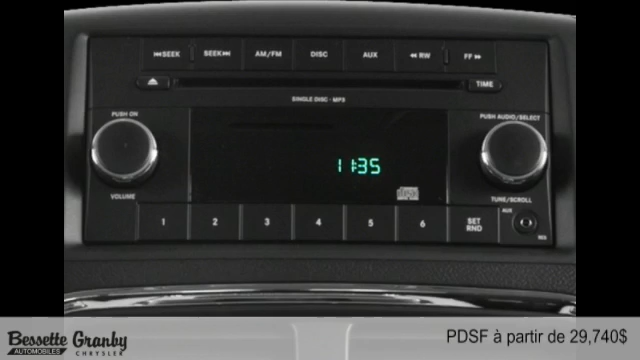 SEEK SEEK AM/FM DISC AUX RW FF
TIME
SINGLE DISC · MP3
PUSH ON
PUSH AUDIO/SELECT
11:35
VOLUME
TUNE/SCROLL
1 2 3 4 5 6 SET RND
AUX
Bessette Granby
AUTOMOBILES
CHRYSLER
PDSF à partir de 29,740$